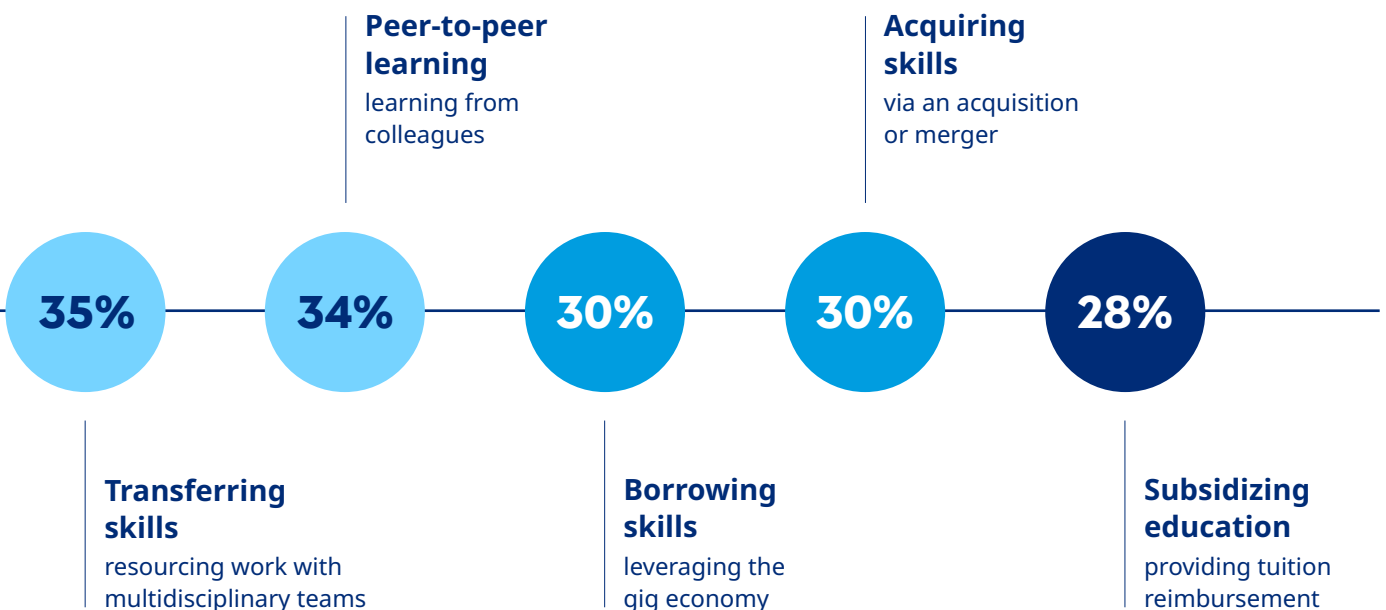 Peer-to-peer
learning
learning from
colleagues
Acquiring
skills
via an acquisition
or merger
35%
34%
30%
30%
28%
Transferring
skills
resourcing work with
multidisciplinary teams
Borrowing
skills
leveraging the
gig economy
Subsidizing
education
providing tuition
reimbursement